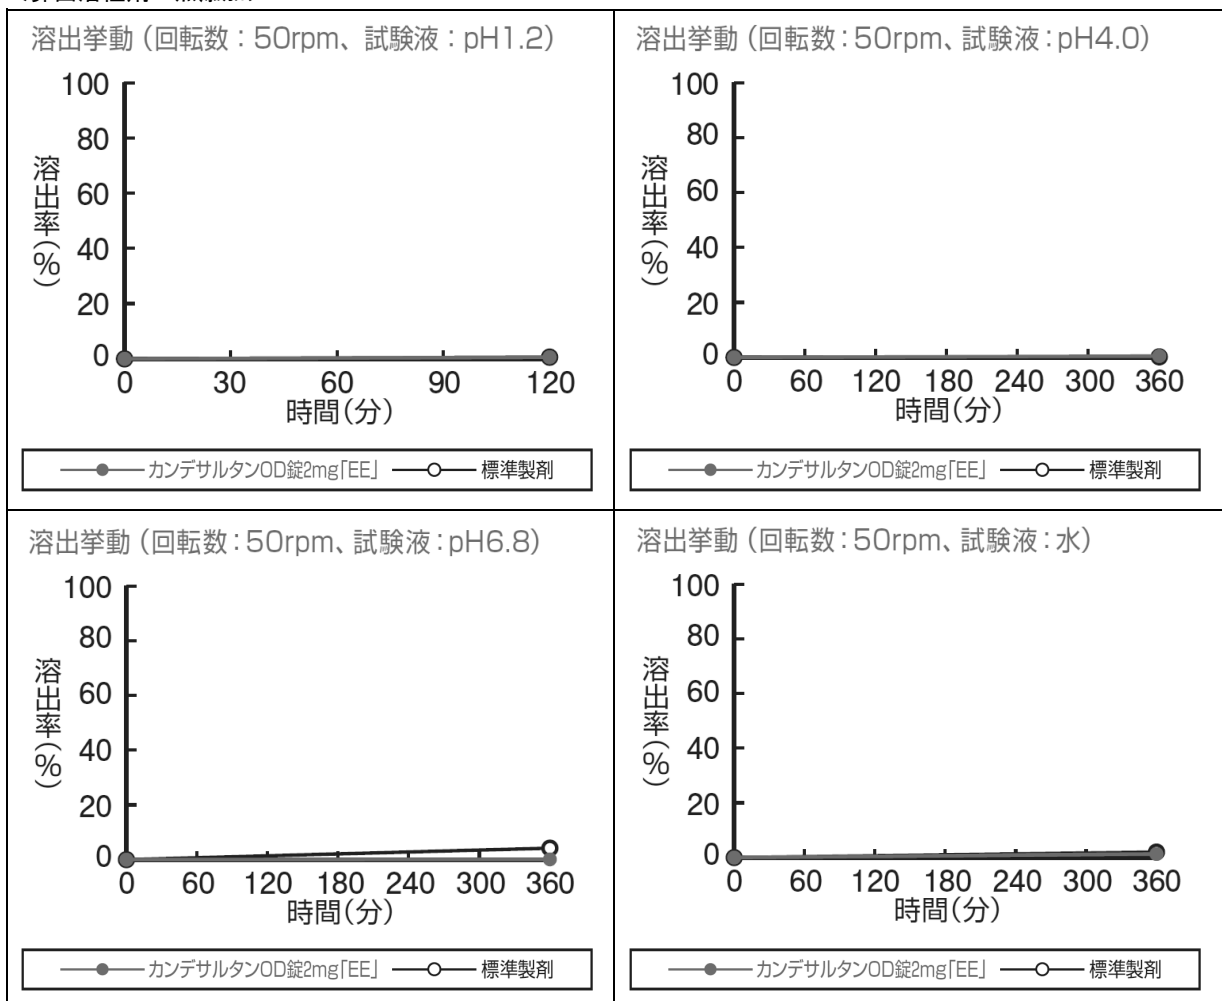 溶出挙動（回転数：50rpm、試験液：pH1.2）
100
80
60
40
20
0
溶出率(%)
0 30 60 90 120
時間(分)
カンデサルタンOD錠2mg「EE」 標準製剤
溶出挙動（回転数：50rpm、試験液：pH4.0）
100
80
60
40
20
0
溶出率(%)
0 60 120 180 240 300 360
時間(分)
カンデサルタンOD錠2mg「EE」 標準製剤
溶出挙動（回転数：50rpm、試験液：pH6.8）
100
80
60
40
20
0
溶出率(%)
0 60 120 180 240 300 360
時間(分)
カンデサルタンOD錠2mg「EE」 標準製剤
溶出挙動（回転数：50rpm、試験液：水）
100
80
60
40
20
0
溶出率(%)
0 60 120 180 240 300 360
時間(分)
カンデサルタンOD錠2mg「EE」 標準製剤